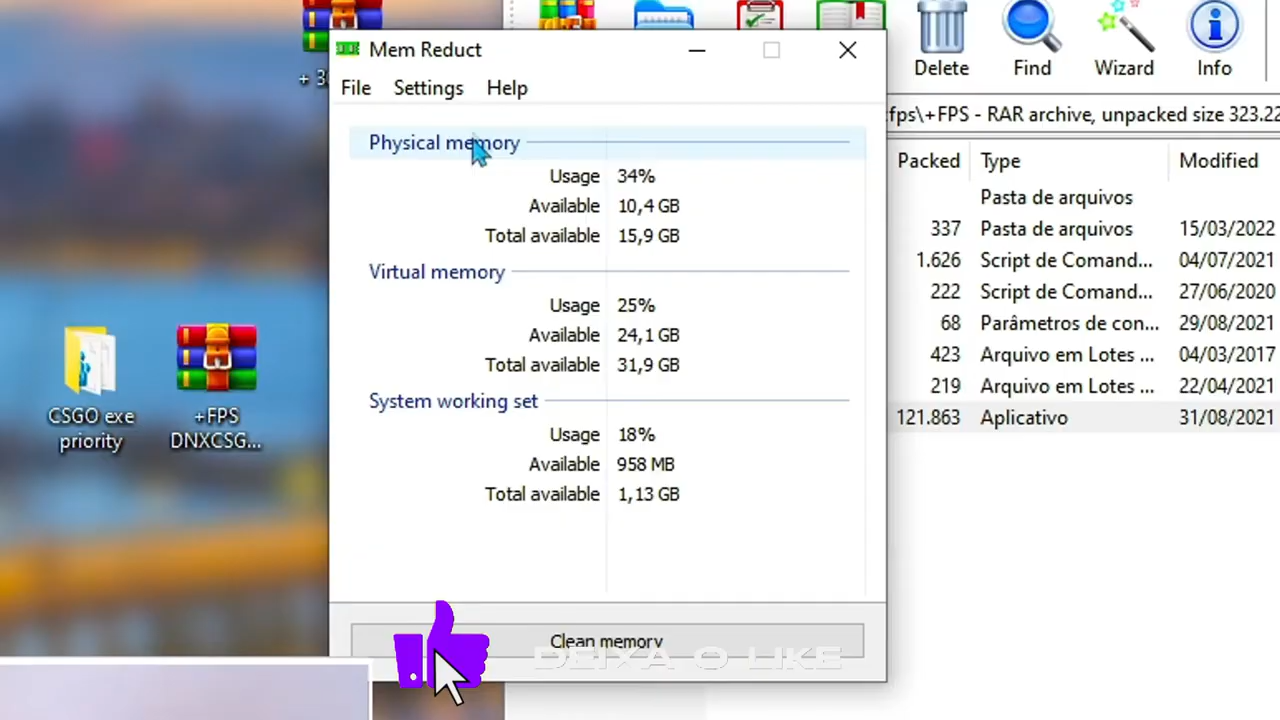 + 3
Mem Reduct
File Settings Help
Physical memory
Usage 34%
Available 10,4 GB
Total available 15,9 GB
Virtual memory
Usage 25%
Available 24,1 GB
Total available 31,9 GB
System working set
Usage 18%
Available 958 MB
Total available 1,13 GB
Clean memory
DEIXA O LIKE
CSGO exe
priority
+FPS
DNXCSG...
Delete Find Wizard Info
fps\+FPS - RAR archive, unpacked size 323.22
Packed Type Modified
Pasta de arquivos
337 Pasta de arquivos 15/03/2022
1.626 Script de Comand... 04/07/2021
222 Script de Comand... 27/06/2020
68 Parâmetros de con... 29/08/2021
423 Arquivo em Lotes ... 04/03/2017
219 Arquivo em Lotes ... 22/04/2021
121.863 Aplicativo 31/08/2021